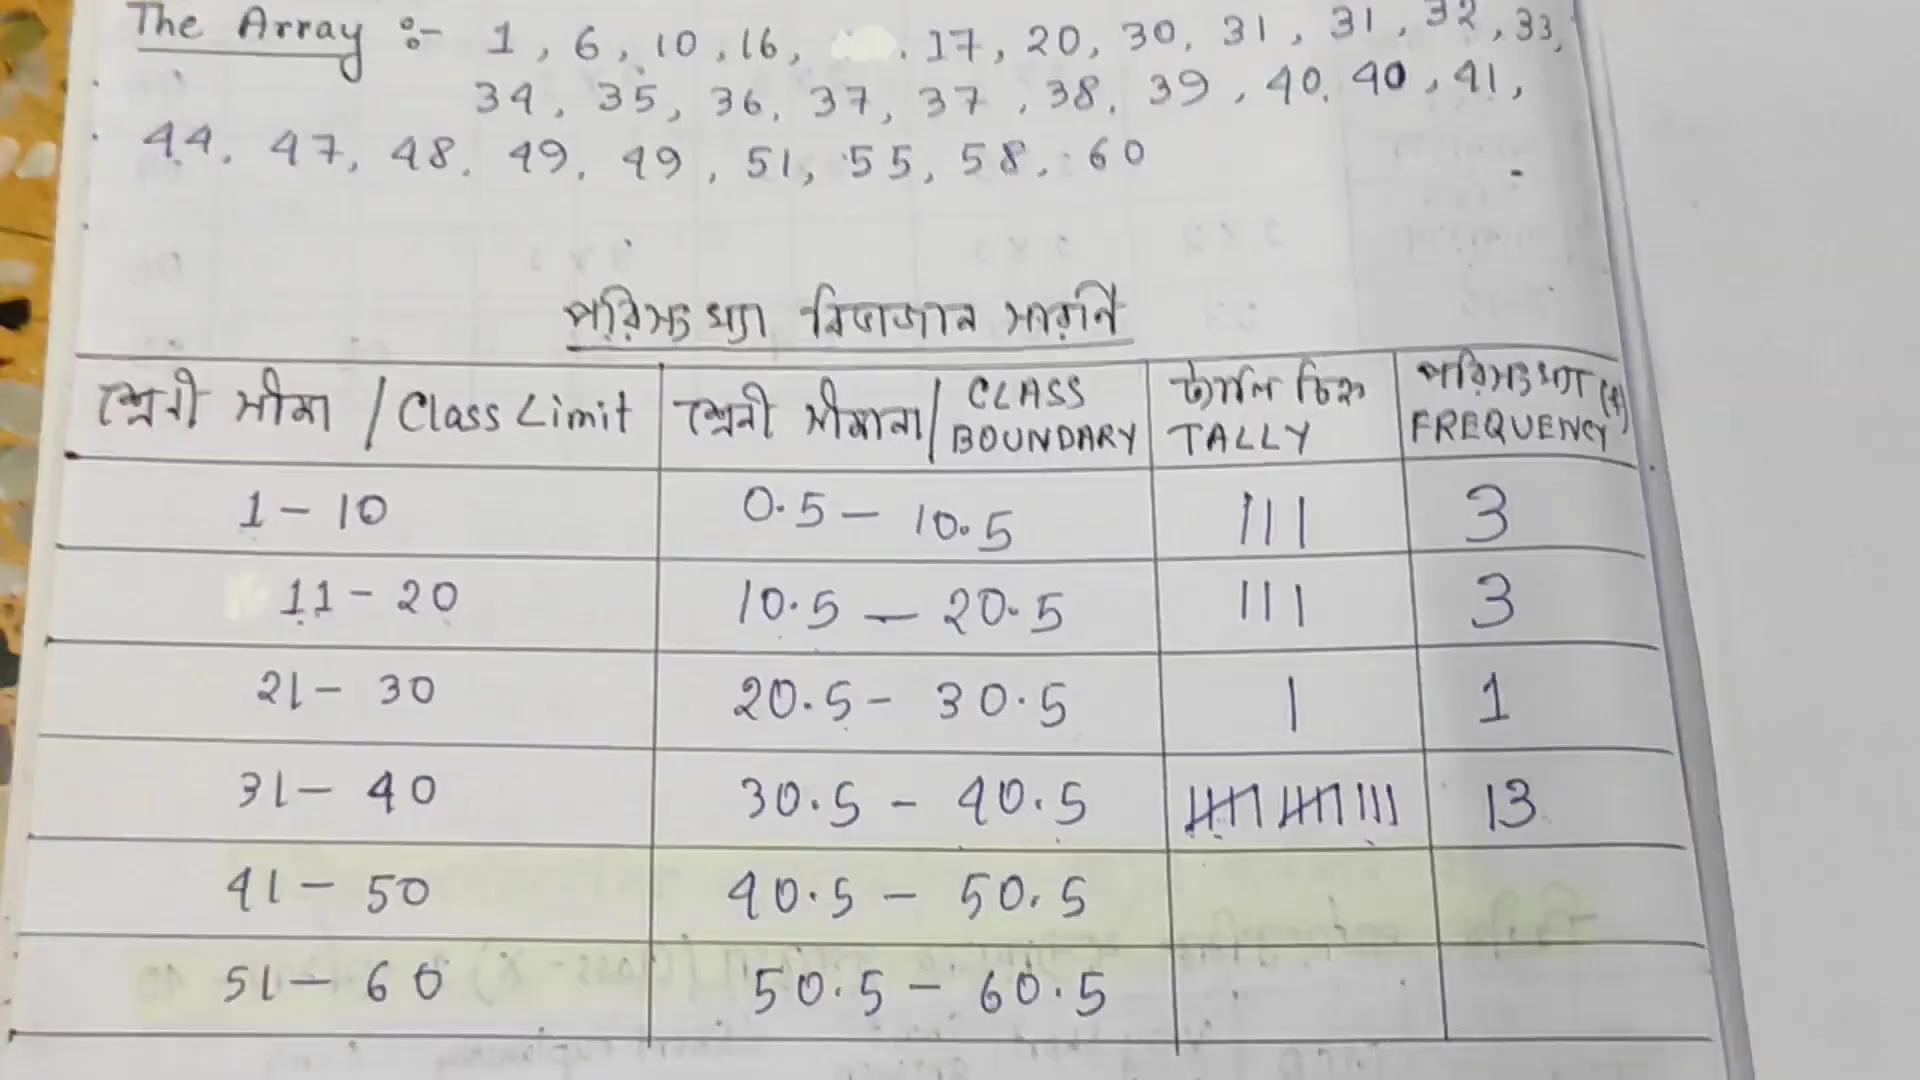 The Array :- 1, 6, 10, 16, 17, 20, 30, 31, 31, 32, 33,
34, 35, 36, 37, 37, 38, 39, 40, 40, 41,
44, 47, 48, 49, 49, 51, 55, 58, 60
পরিসংখ্যা বিভাজন সারণি
শ্রেনী সীমা / Class Limit শ্রেনী সীমানা / CLASS BOUNDARY ট্যালি চিহ্ন TALLY পরিসংখ্যা (f) FREQUENCY
1 - 10 0.5 - 10.5 ||| 3
11 - 20 10.5 - 20.5 ||| 3
21 - 30 20.5 - 30.5 | 1
31 - 40 30.5 - 40.5 13
41 - 50 40.5 - 50.5
51 - 60 50.5 - 60.5